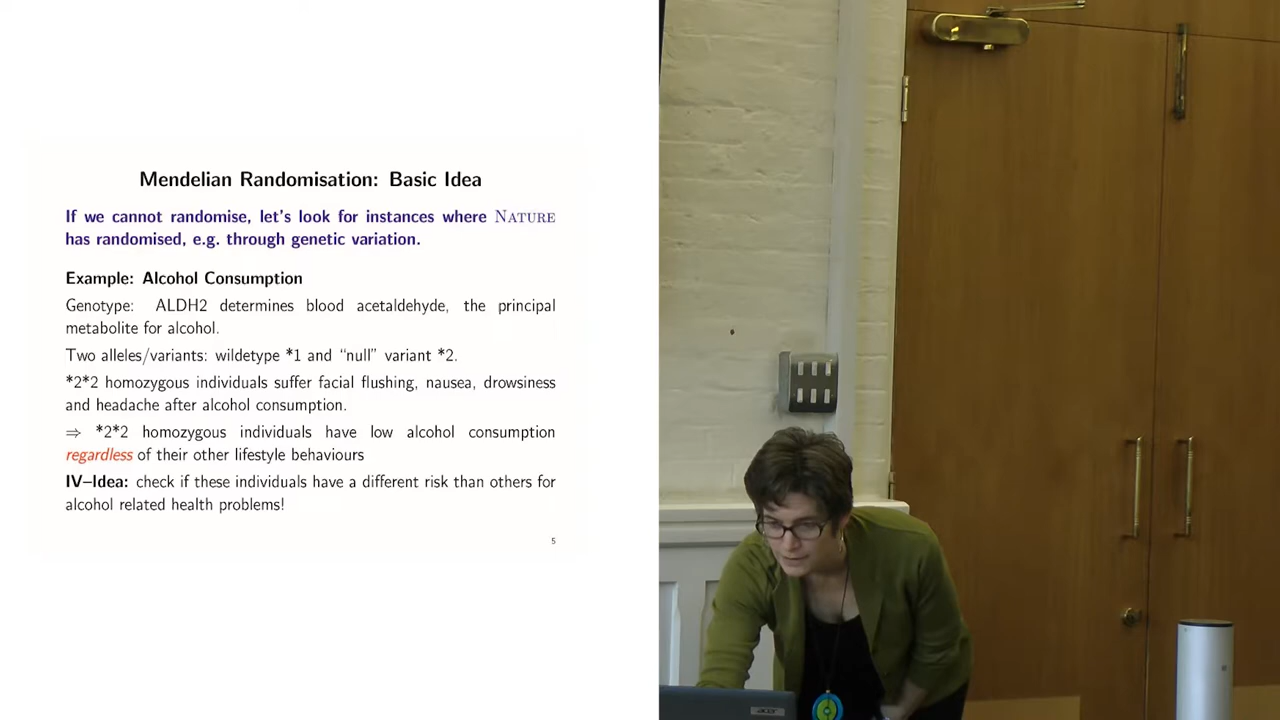 Mendelian Randomisation: Basic Idea
If we cannot randomise, let's look for instances where NATURE
has randomised, e.g. through genetic variation.
Example: Alcohol Consumption
Genotype: ALDH2 determines blood acetaldehyde, the principal
metabolite for alcohol.
Two alleles/variants: wildetype *1 and “null” variant *2.
*2*2 homozygous individuals suffer facial flushing, nausea, drowsiness
and headache after alcohol consumption.
⇒ *2*2 homozygous individuals have low alcohol consumption
regardless of their other lifestyle behaviours
IV–Idea: check if these individuals have a different risk than others for
alcohol related health problems!
5
acer